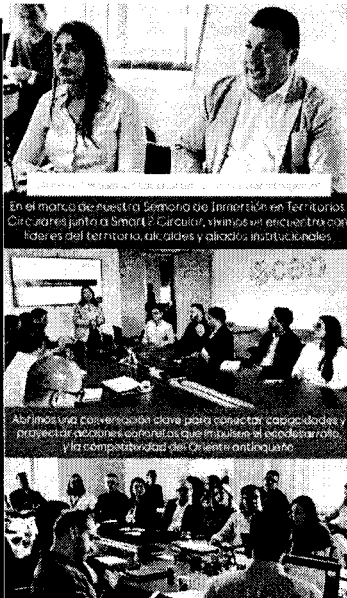 En el marco de nuestra Semana de Inmersión en Territorios
Circulares junto a Smart & Circular, vivimos un encuentro con
líderes del territorio, alcaldes y aliados institucionales
Abrimos una conversación clave para conectar capacidades y
proyectar acciones concretas que impulsen el ecodesarrollo
y la competitividad del Oriente antioqueño